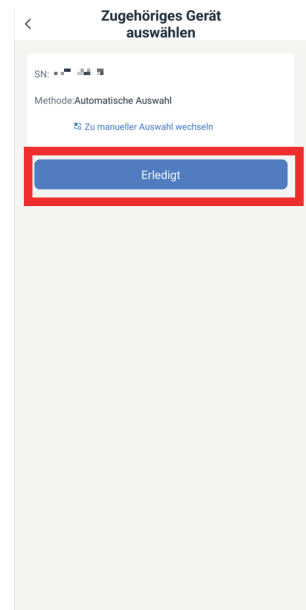 Zugehöriges Gerät
auswählen
SN:
Methode:Automatische Auswahl
Zu manueller Auswahl wechseln
Erledigt